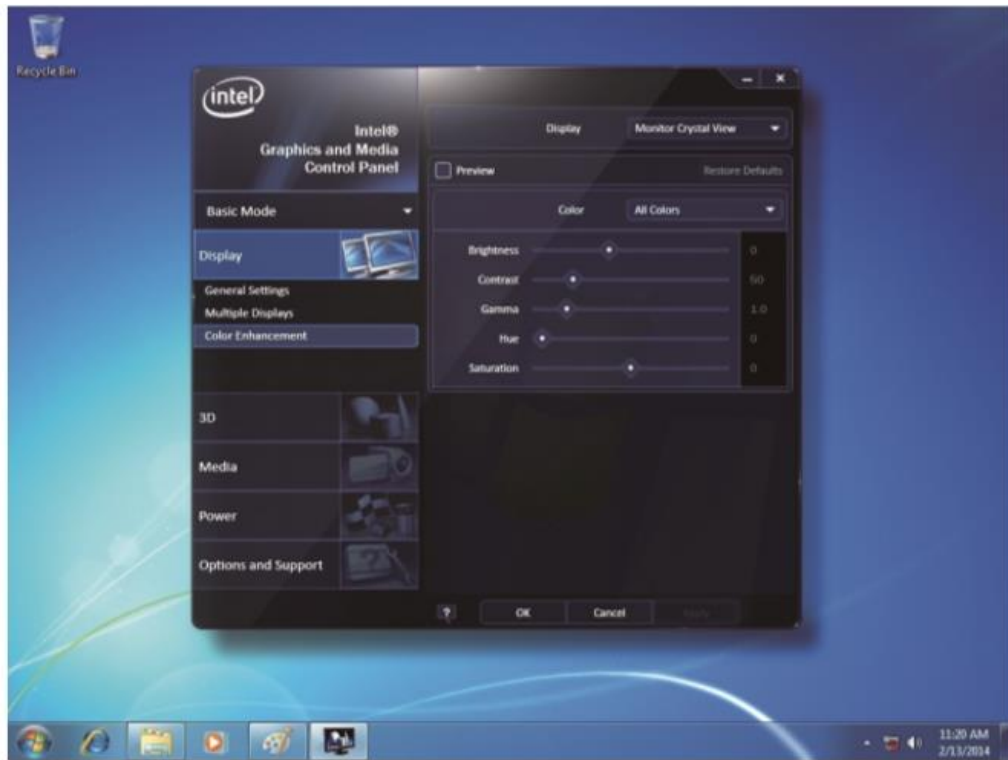 Recycle Bin
intel
Intel®
Graphics and Media
Control Panel
Basic Mode
Display
General Settings
Multiple Displays
Color Enhancement
3D
Media
Power
Options and Support
Display Monitor Crystal View
Preview Restore Defaults
Color All Colors
Brightness 0
Contrast 50
Gamma 1.0
Hue 0
Saturation 0
? OK Cancel Apply
11:20 AM
2/13/2014